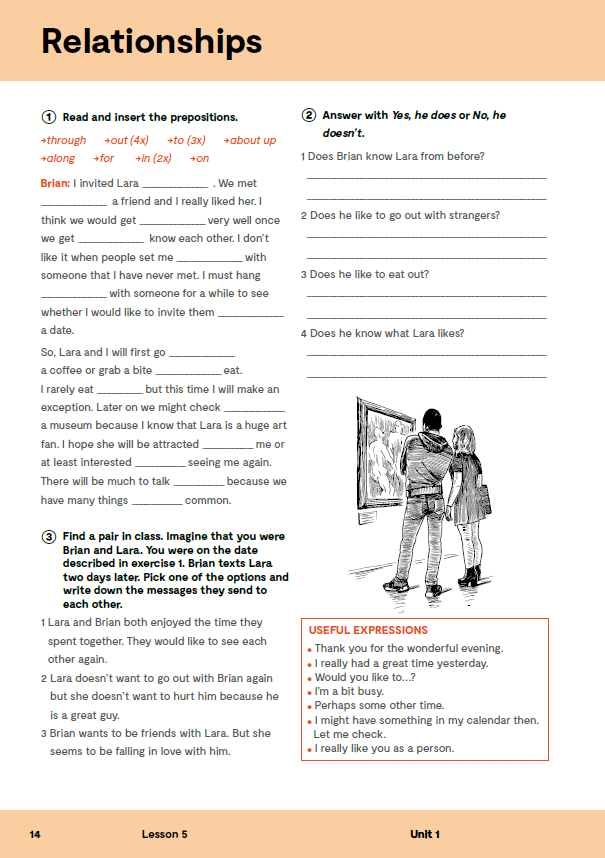 Relationships
1 Read and insert the prepositions.
→through →out (4x) →to (3x) →about up
→along →for →in (2x) →on
Brian: I invited Lara ____________ . We met
____________ a friend and I really liked her. I
think we would get ____________ very well once
we get ____________ know each other. I don't
like it when people set me ____________ with
someone that I have never met. I must hang
____________ with someone for a while to see
whether I would like to invite them ____________
a date.
So, Lara and I will first go ____________
a coffee or grab a bite ____________ eat.
I rarely eat ________ but this time I will make an
exception. Later on we might check ___________
a museum because I know that Lara is a huge art
fan. I hope she will be attracted _________ me or
at least interested _________ seeing me again.
There will be much to talk _________ because we
have many things _________ common.
3 Find a pair in class. Imagine that you were
Brian and Lara. You were on the date
described in exercise 1. Brian texts Lara
two days later. Pick one of the options and
write down the messages they send to
each other.
1 Lara and Brian both enjoyed the time they
spent together. They would like to see each
other again.
2 Lara doesn't want to go out with Brian again
but she doesn't want to hurt him because he
is a great guy.
3 Brian wants to be friends with Lara. But she
seems to be falling in love with him.
2 Answer with Yes, he does or No, he
doesn't.
1 Does Brian know Lara from before?
2 Does he like to go out with strangers?
3 Does he like to eat out?
4 Does he know what Lara likes?
USEFUL EXPRESSIONS
• Thank you for the wonderful evening.
• I really had a great time yesterday.
• Would you like to...?
• I'm a bit busy.
• Perhaps some other time.
• I might have something in my calendar then.
Let me check.
• I really like you as a person.
14 Lesson 5 Unit 1